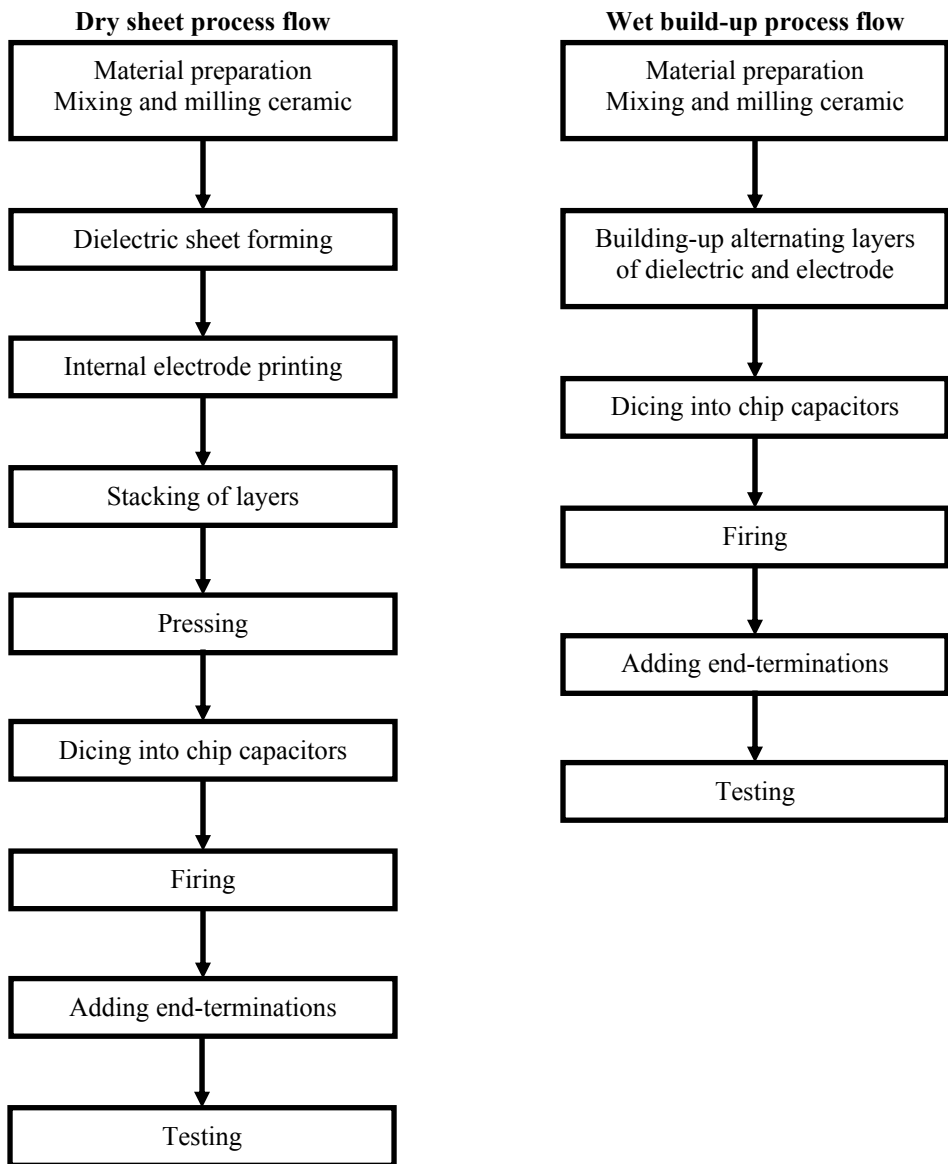 Dry sheet process flow
Material preparation
Mixing and milling ceramic
Dielectric sheet forming
Internal electrode printing
Stacking of layers
Pressing
Dicing into chip capacitors
Firing
Adding end-terminations
Testing
Wet build-up process flow
Material preparation
Mixing and milling ceramic
Building-up alternating layers
of dielectric and electrode
Dicing into chip capacitors
Firing
Adding end-terminations
Testing